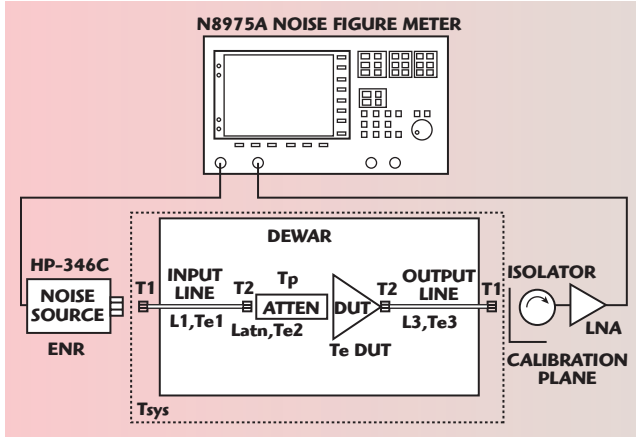 N8975A NOISE FIGURE METER
DEWAR
HP-346C
NOISE
SOURCE
ENR
T1
INPUT
LINE
L1,Te1
T2
Tp
ATTEN
Latn,Te2
DUT
Te DUT
T2
OUTPUT
LINE
L3,Te3
T1
ISOLATOR
LNA
CALIBRATION
PLANE
Tsys